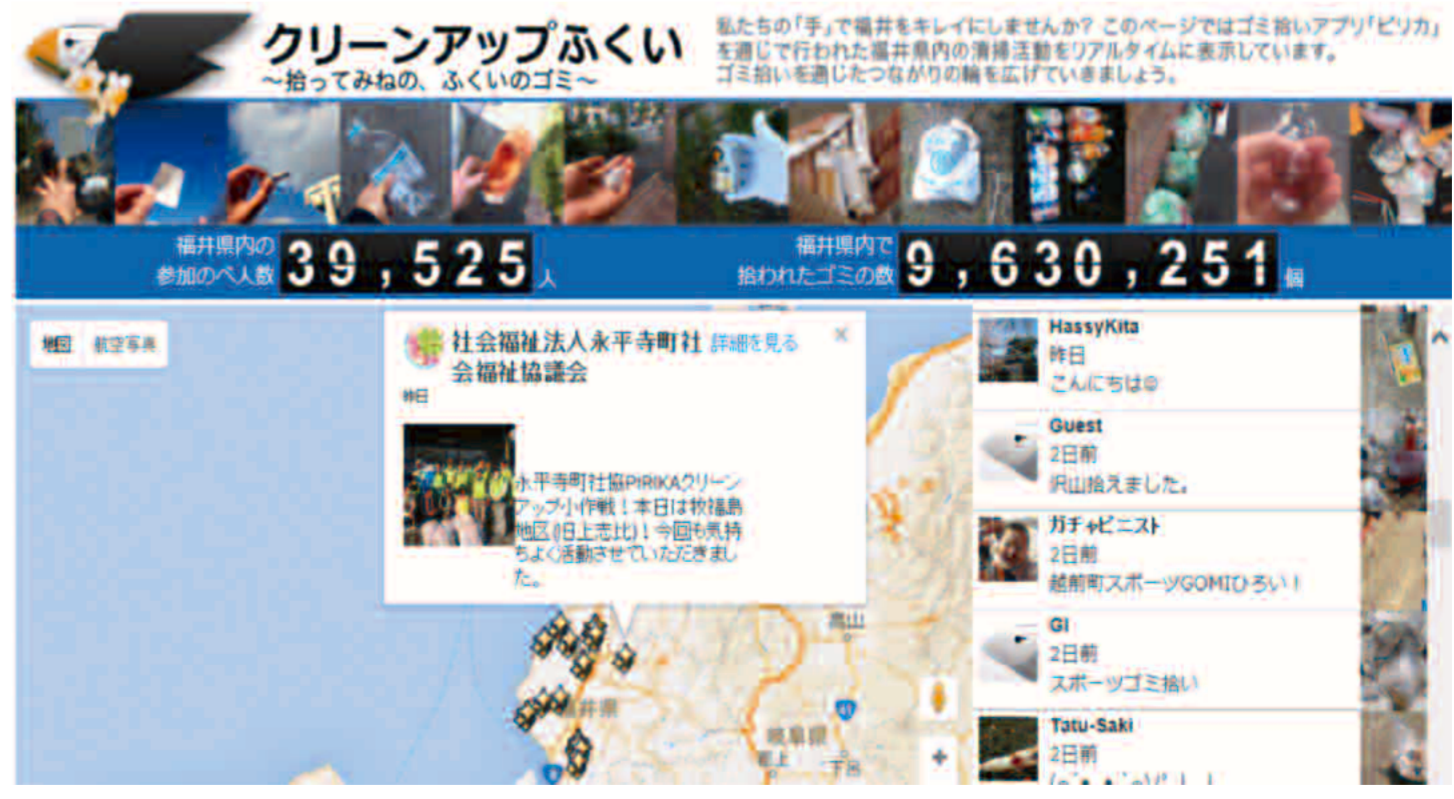 クリーンアップふくい
～拾ってみねの、ふくいのゴミ～
私たちの「手」で福井をキレイにしませんか? このページではゴミ拾いアプリ「ピリカ」
を通じで行われた福井県内の清掃活動をリアルタイムに表示しています。
ゴミ拾いを通じたつながりの輪を広げていきましょう。
福井県内の
参加のべ人数 39,525 人
福井県内で
拾われたゴミの数 9,630,251 個
地図 航空写真
社会福祉法人永平寺町社 詳細を見る
会福祉協議会
昨日
永平寺町社協PIRIKAクリーン
アップ小作戦！本日は牧福島
地区(旧上志比)！今回も気持
ちよく活動させていただきまし
た。
高山
福井県
41
岐阜県
郡上
下呂
8
HassyKita
昨日
こんにちは☺
Guest
2日前
沢山拾えました。
ガチャピニスト
2日前
越前町スポーツGOMIひろい！
GI
2日前
スポーツゴミ拾い
Tatu-Saki
2日前